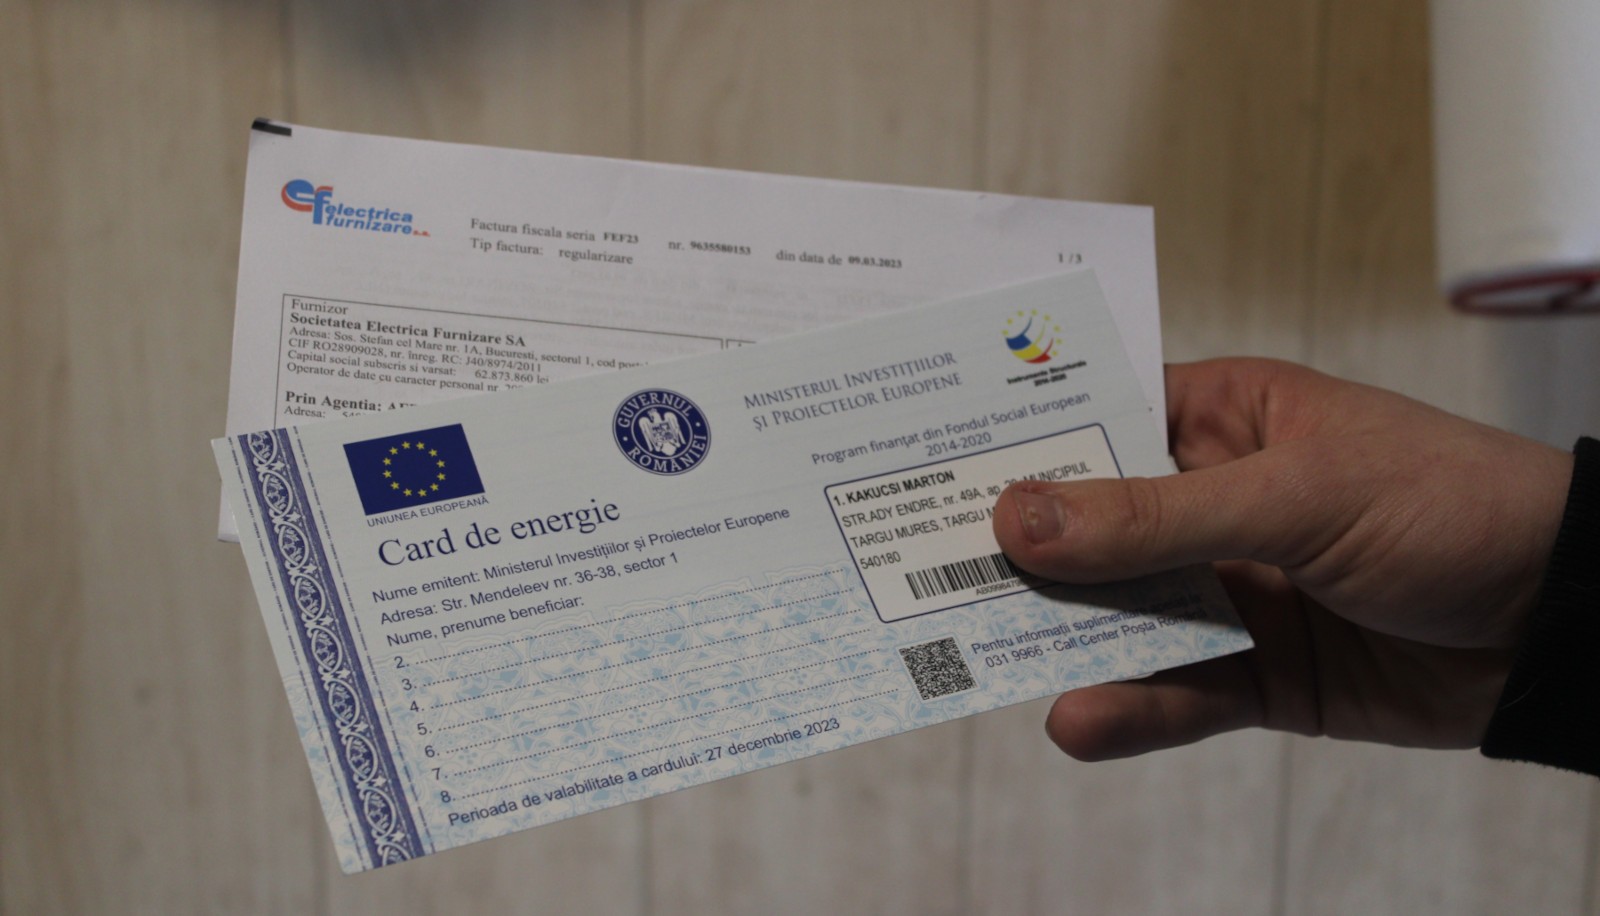 electrica
furnizare S.A.
Factura fiscala seria FEF23 nr. 9635580153 din data de 09.03.2023
Tip factura: regularizare
1 / 3
Furnizor
Societatea Electrica Furnizare SA
Adresa: Sos. Stefan cel Mare nr. 1A, Bucuresti, sectorul 1, cod
CIF RO28909028, nr. înreg. RC: J40/8974/2011
Capital social subscris si varsat: 62.873.860 lei
Operator de date cu caracter personal nr.
Prin Agentia:
Adresa:
UNIUNEA EUROPEANĂ
GUVERNUL ROMÂNIEI
MINISTERUL INVESTIȚIILOR
ȘI PROIECTELOR EUROPENE
Instrumente Structurale
2014-2020
Program finanțat din Fondul Social European
2014-2020
Card de energie
Nume emitent: Ministerul Investițiilor și Proiectelor Europene
Adresa: Str. Mendeleev nr. 36-38, sector 1
Nume, prenume beneficiar:
1. KAKUCSI MARTON
STR.ADY ENDRE, nr. 49A, ap. MUNICIPIUL
TARGU MURES, TARGU
540180
2.
3.
4.
5.
6.
7.
8.
Perioada de valabilitate a cardului: 27 decembrie 2023
Pentru informații suplimentare
031 9966 - Call Center Poșta